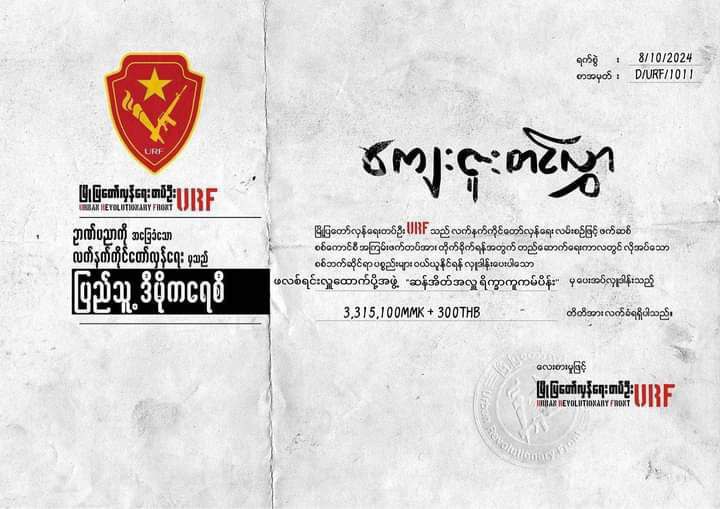 ရက်စွဲ : 8/10/2024
စာအမှတ် : D/URF/1011
URF
မြို့ပြတော်လှန်ရေးတပ်ဦး URF
URBAN REVOLUTIONARY FRONT
ဉာဏ်ပညာကို အခြေခံသော
လက်နက်ကိုင်တော်လှန်ရေး မှသည်
ပြည်သူ့ ဒီမိုကရေစီ
ကျေးဇူးတင်လွှာ
မြို့ပြတော်လှန်ရေးတပ်ဦး URF သည် လက်နက်ကိုင်တော်လှန်ရေး လမ်းစဉ်ဖြင့် ဖက်ဆစ်
စစ်ကောင်စီ အကြမ်းဖက်တပ်အား တိုက်ခိုက်ရန်အတွက် တည်ဆောက်ရေးကာလတွင် လိုအပ်သော
စစ်ဘက်ဆိုင်ရာ ပစ္စည်းများ ဝယ်ယူနိုင်ရန် လှူဒါန်းပေးပါသော
ဖလစ်ရင်းလှူထောက်ပို့အဖွဲ့ "ဆန်အိတ်အလှူ ရိက္ခာကူကမ်ပိန်း" မှ ပေးအပ်လှူဒါန်းသည့်
3,315,100MMK + 300THB တိတိအား လက်ခံရရှိပါသည်။
လေးစားမှုဖြင့်
မြို့ပြတော်လှန်ရေးတပ်ဦး URF
URBAN REVOLUTIONARY FRONT
Urban Revolutionary Front